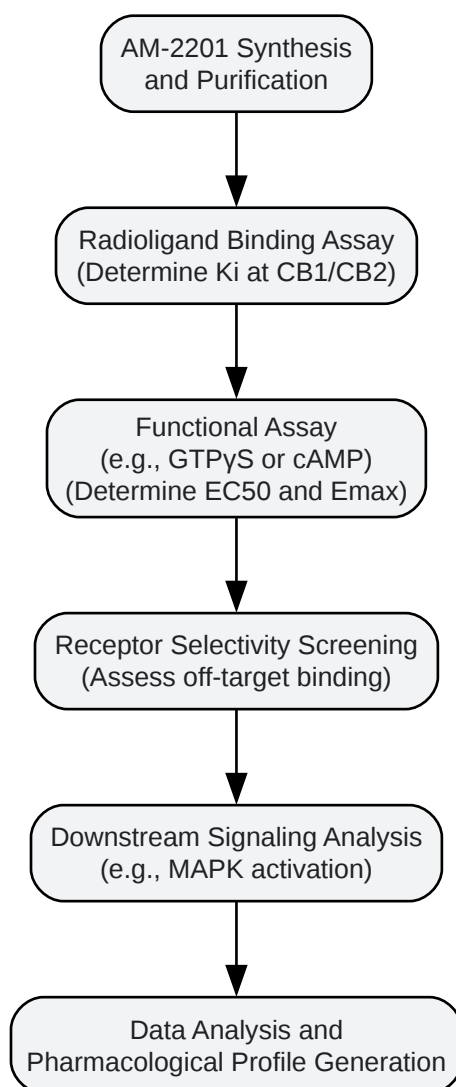 AM-2201 Synthesis
and Purification
Radioligand Binding Assay
(Determine Ki at CB1/CB2)
Functional Assay
(e.g., GTPγS or cAMP)
(Determine EC50 and Emax)
Receptor Selectivity Screening
(Assess off-target binding)
Downstream Signaling Analysis
(e.g., MAPK activation)
Data Analysis and
Pharmacological Profile Generation